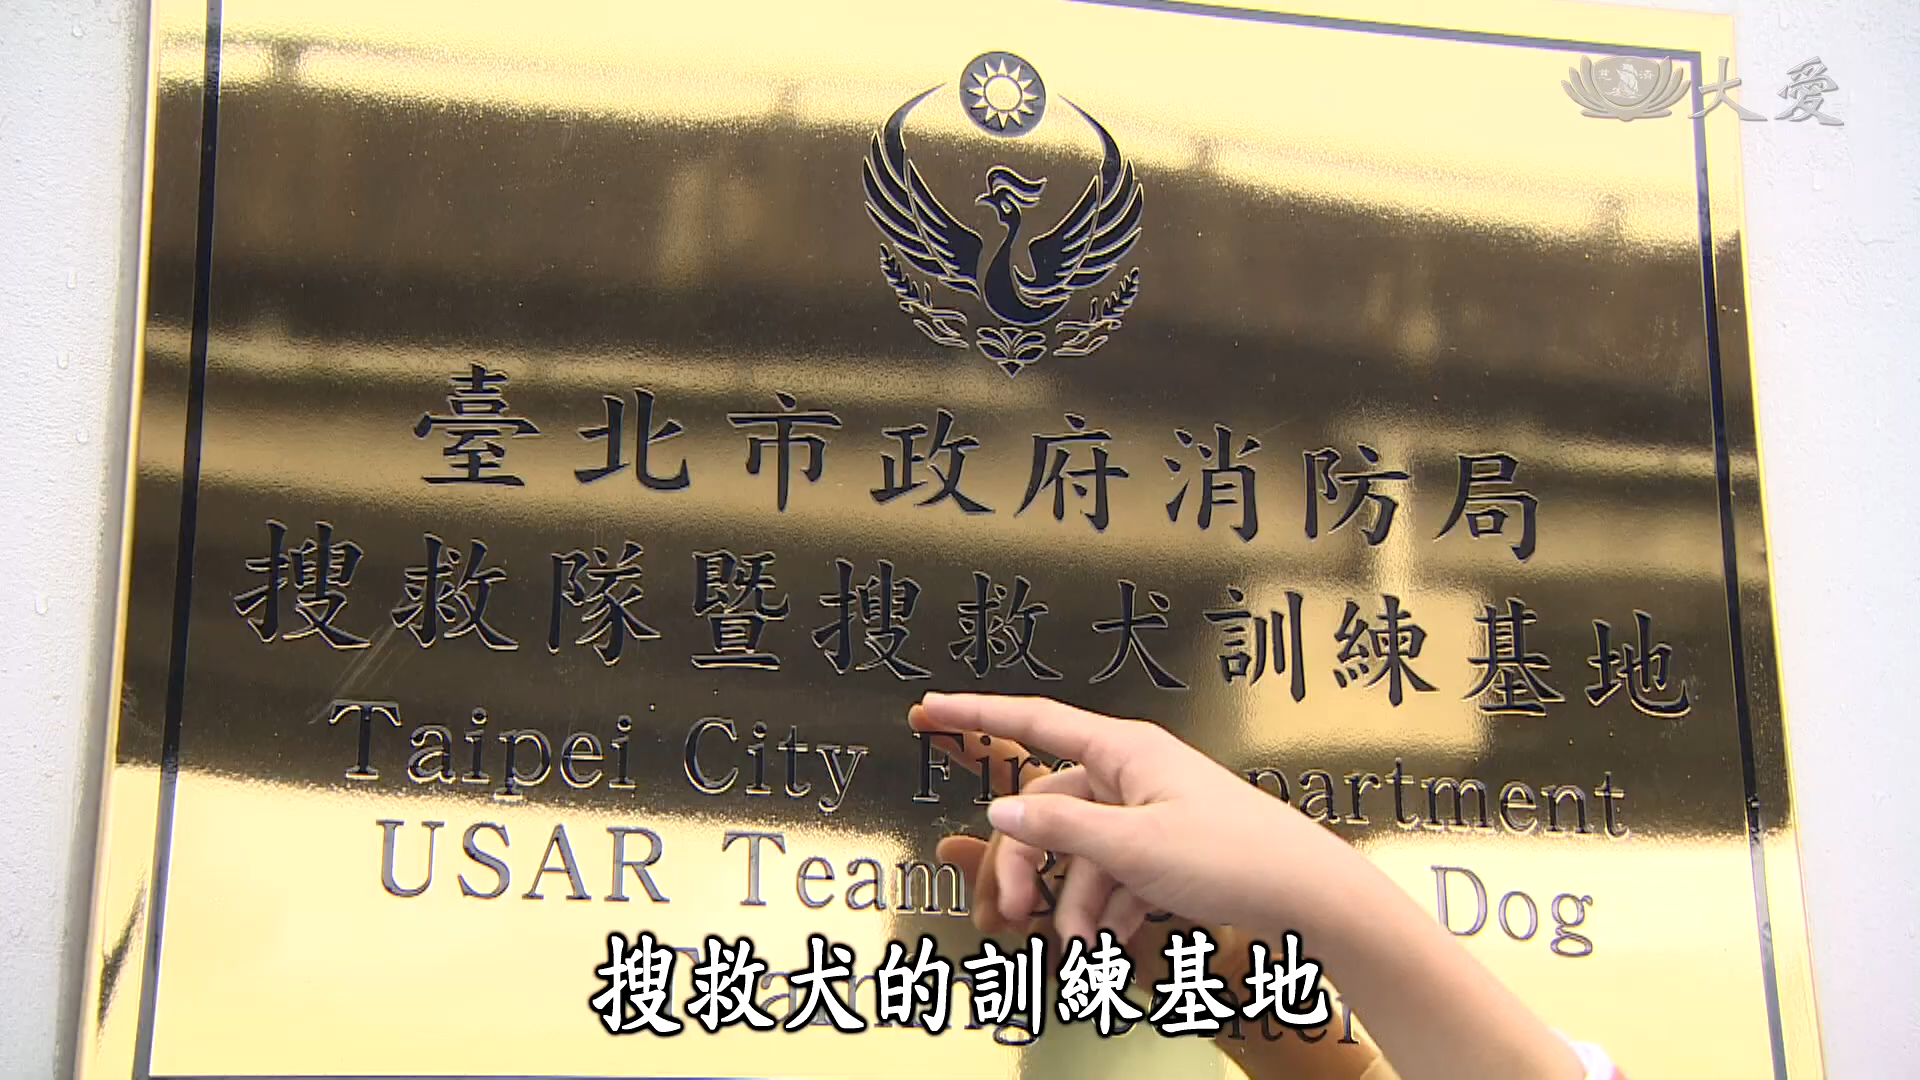 大愛
臺北市政府消防局
搜救隊暨搜救犬訓練基地
Taipei City Fire partment
USAR Team & Dog
搜救犬的訓練基地